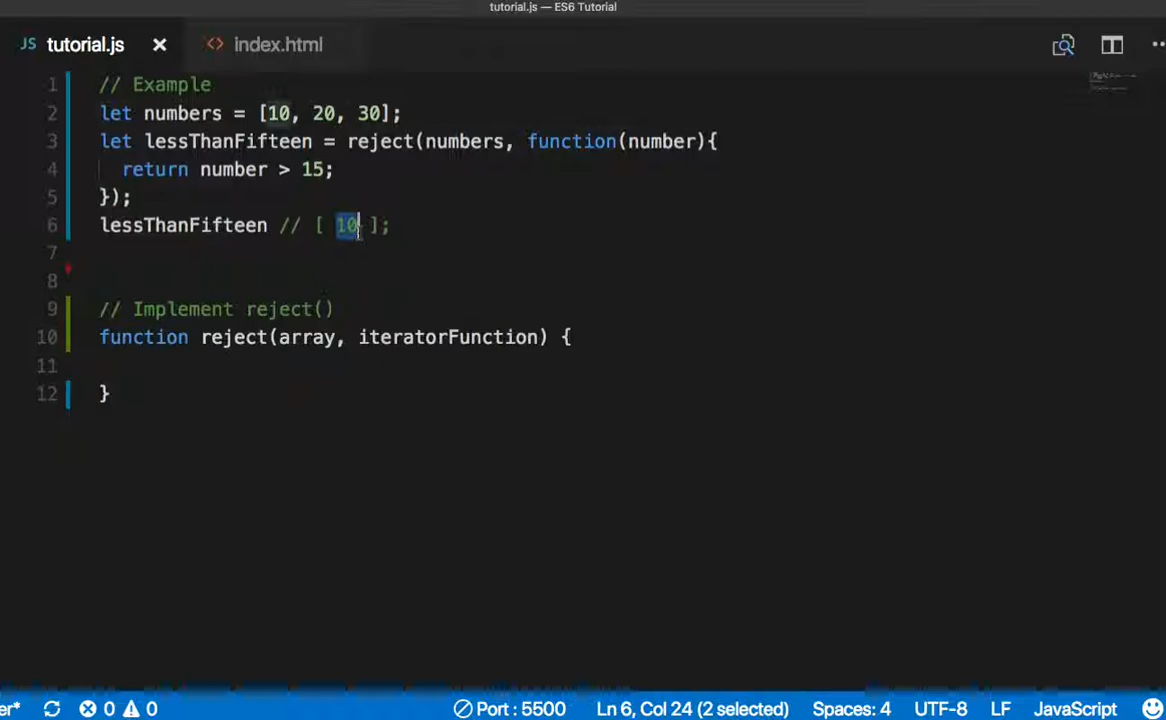 tutorial.js — ES6 Tutorial
JS tutorial.js × <> index.html
1 // Example
2 let numbers = [10, 20, 30];
3 let lessThanFifteen = reject(numbers, function(number){
4 return number > 15;
5 });
6 lessThanFifteen // [ 10 ];
7
8
9 // Implement reject()
10 function reject(array, iteratorFunction) {
11
12 }
er* 0 0 Port : 5500 Ln 6, Col 24 (2 selected) Spaces: 4 UTF-8 LF JavaScript